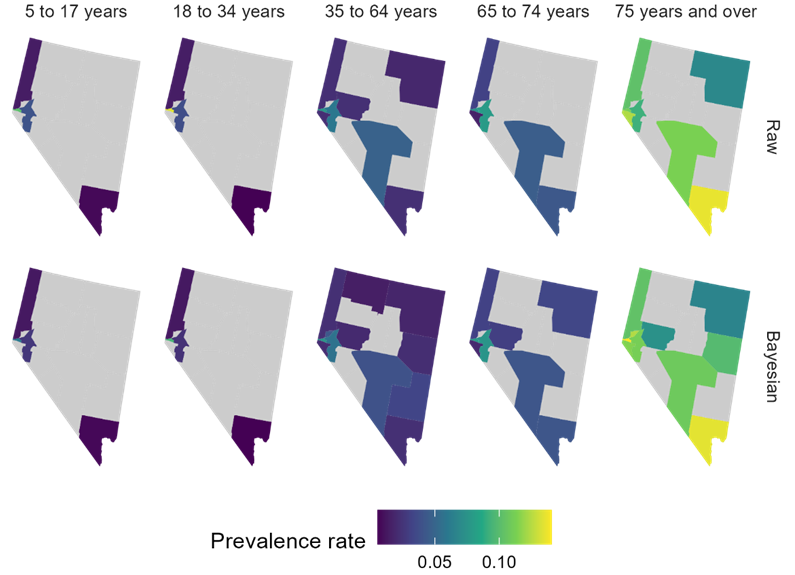 5 to 17 years
18 to 34 years
35 to 64 years
65 to 74 years
75 years and over
Raw
Bayesian
Prevalence rate
0.05
0.10